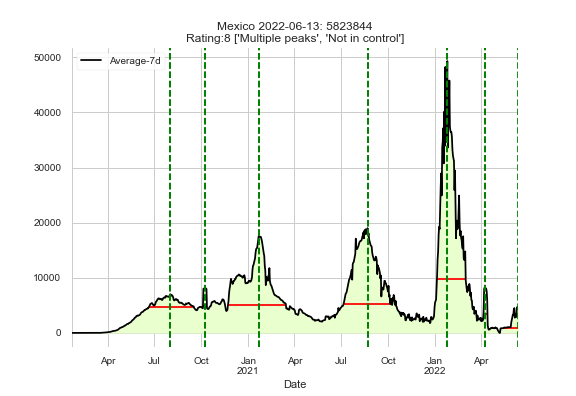 Mexico 2022-06-13: 5823844
Rating:8 ['Multiple peaks', 'Not in control']
Average-7d
50000
40000
30000
20000
10000
0
Apr Jul Oct Jan Apr Jul Oct Jan Apr
2021 2022
Date